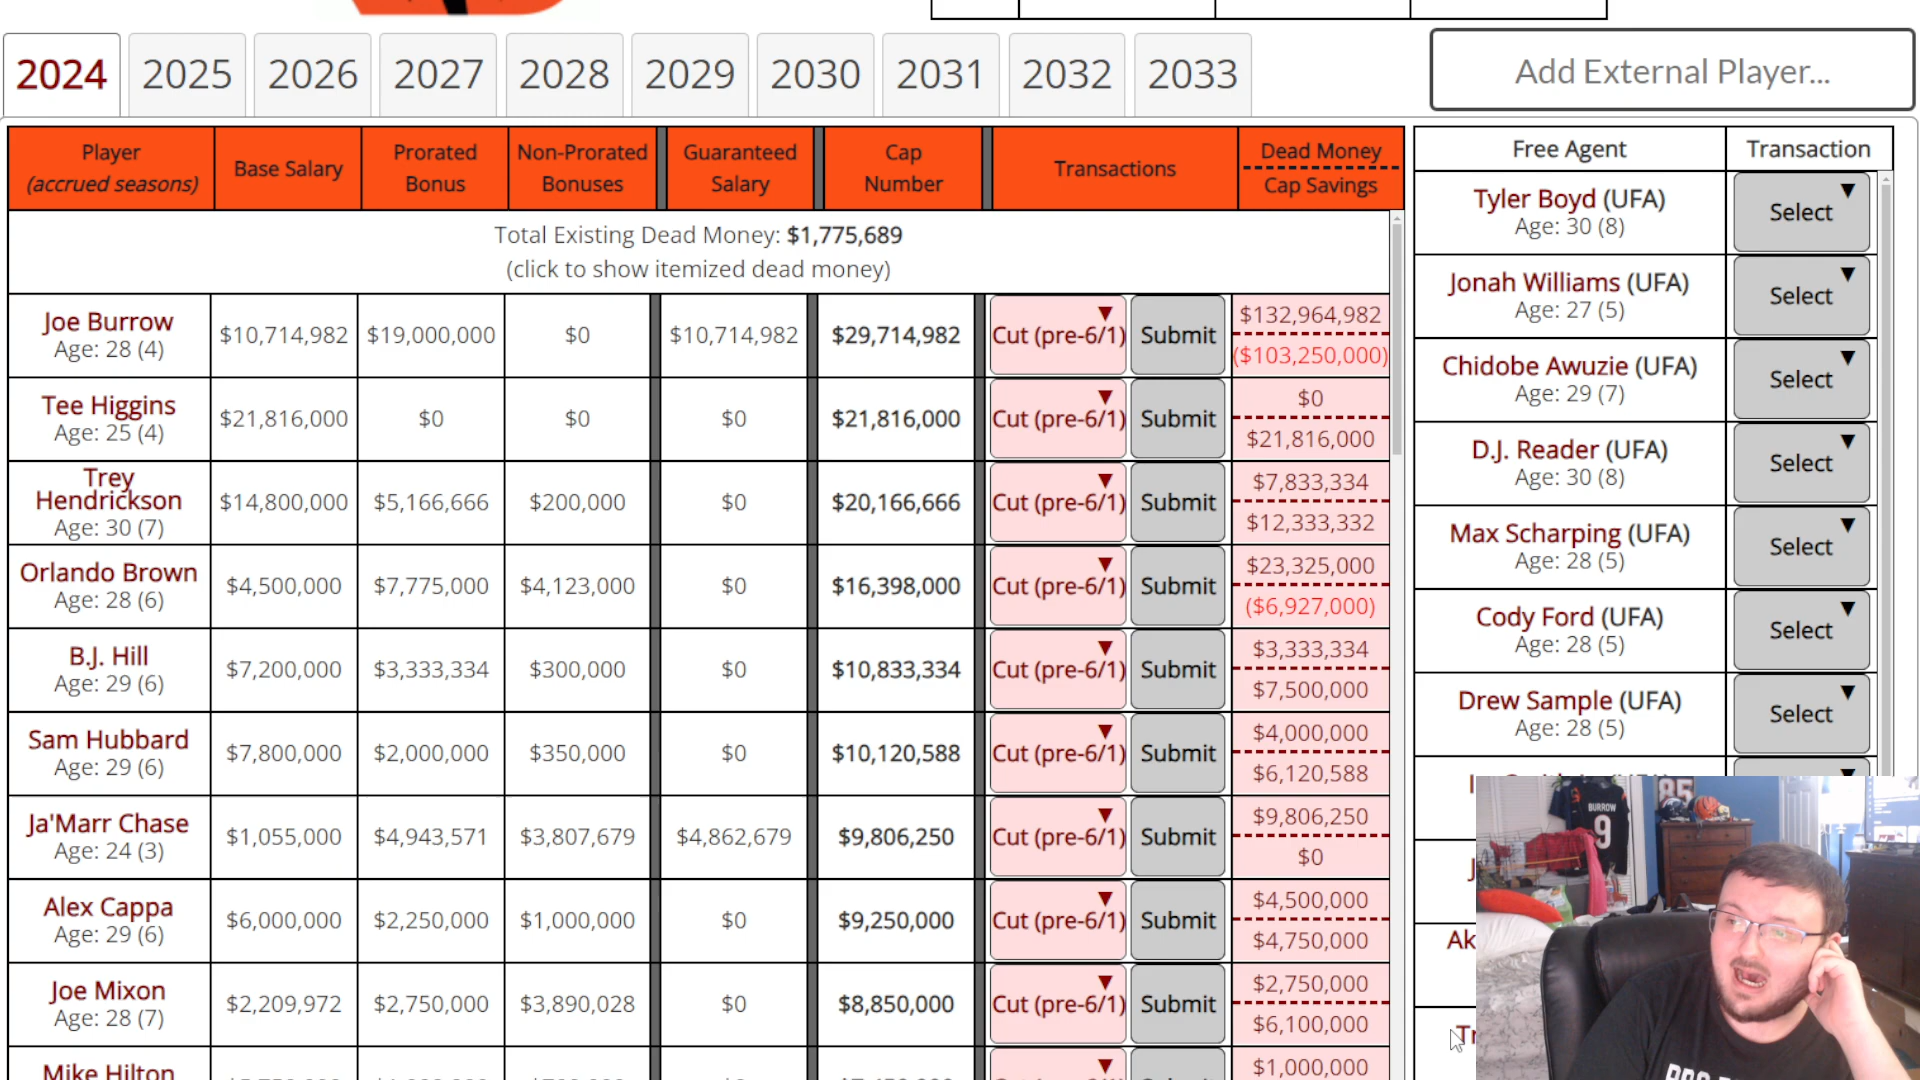 2024 2025 2026 2027 2028 2029 2030 2031 2032 2033
Add External Player...
Player
(accrued seasons)
Base Salary
Prorated
Bonus
Non-Prorated
Bonuses
Guaranteed
Salary
Cap
Number
Transactions
Dead Money
Cap Savings
Total Existing Dead Money: $1,775,689
(click to show itemized dead money)
Joe Burrow
Age: 28 (4)
$10,714,982 $19,000,000 $0 $10,714,982 $29,714,982 Cut (pre-6/1) ▼ Submit
$132,964,982
($103,250,000)
Tee Higgins
Age: 25 (4)
$21,816,000 $0 $0 $0 $21,816,000 Cut (pre-6/1) ▼ Submit
$0
$21,816,000
Trey
Hendrickson
Age: 30 (7)
$14,800,000 $5,166,666 $200,000 $0 $20,166,666 Cut (pre-6/1) ▼ Submit
$7,833,334
$12,333,332
Orlando Brown
Age: 28 (6)
$4,500,000 $7,775,000 $4,123,000 $0 $16,398,000 Cut (pre-6/1) ▼ Submit
$23,325,000
($6,927,000)
B.J. Hill
Age: 29 (6)
$7,200,000 $3,333,334 $300,000 $0 $10,833,334 Cut (pre-6/1) ▼ Submit
$3,333,334
$7,500,000
Sam Hubbard
Age: 29 (6)
$7,800,000 $2,000,000 $350,000 $0 $10,120,588 Cut (pre-6/1) ▼ Submit
$4,000,000
$6,120,588
Ja'Marr Chase
Age: 24 (3)
$1,055,000 $4,943,571 $3,807,679 $4,862,679 $9,806,250 Cut (pre-6/1) ▼ Submit
$9,806,250
$0
Alex Cappa
Age: 29 (6)
$6,000,000 $2,250,000 $1,000,000 $0 $9,250,000 Cut (pre-6/1) ▼ Submit
$4,500,000
$4,750,000
Joe Mixon
Age: 28 (7)
$2,209,972 $2,750,000 $3,890,028 $0 $8,850,000 Cut (pre-6/1) ▼ Submit
$2,750,000
$6,100,000
Mike Hilton
$1,000,000
Free Agent Transaction
Tyler Boyd (UFA)
Age: 30 (8)
Select ▼
Jonah Williams (UFA)
Age: 27 (5)
Select ▼
Chidobe Awuzie (UFA)
Age: 29 (7)
Select ▼
D.J. Reader (UFA)
Age: 30 (8)
Select ▼
Max Scharping (UFA)
Age: 28 (5)
Select ▼
Cody Ford (UFA)
Age: 28 (5)
Select ▼
Drew Sample (UFA)
Age: 28 (5)
Select ▼
Ak
BURROW
9
85